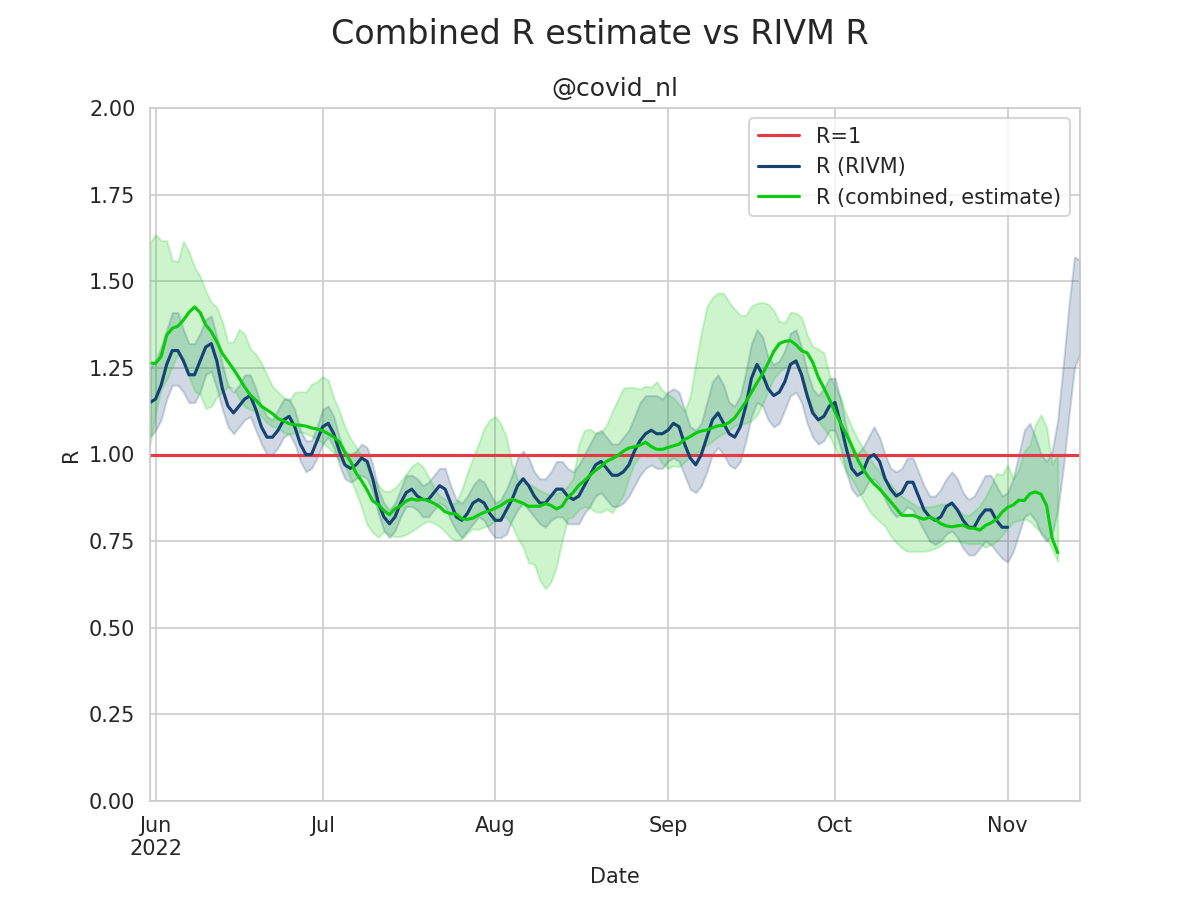 Combined R estimate vs RIVM R
@covid_nl
R=1
R (RIVM)
R (combined, estimate)
2.00
1.75
1.50
1.25
1.00
0.75
0.50
0.25
0.00
R
Jun Jul Aug Sep Oct Nov
2022
Date